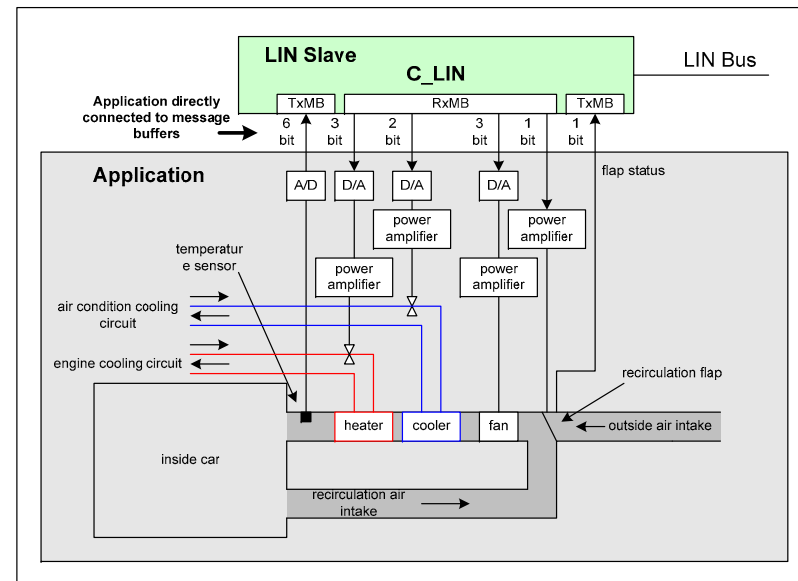 LIN Slave
C_LIN
LIN Bus
TxMB
RxMB
TxMB
Application directly
connected to message
buffers
6
bit
3
bit
2
bit
3
bit
1
bit
1
bit
Application
flap status
A/D
D/A
D/A
D/A
power
amplifier
power
amplifier
temperatur
e sensor
power
amplifier
power
amplifier
air condition cooling
circuit
engine cooling circuit
recirculation flap
heater
cooler
fan
outside air intake
inside car
recirculation air
intake